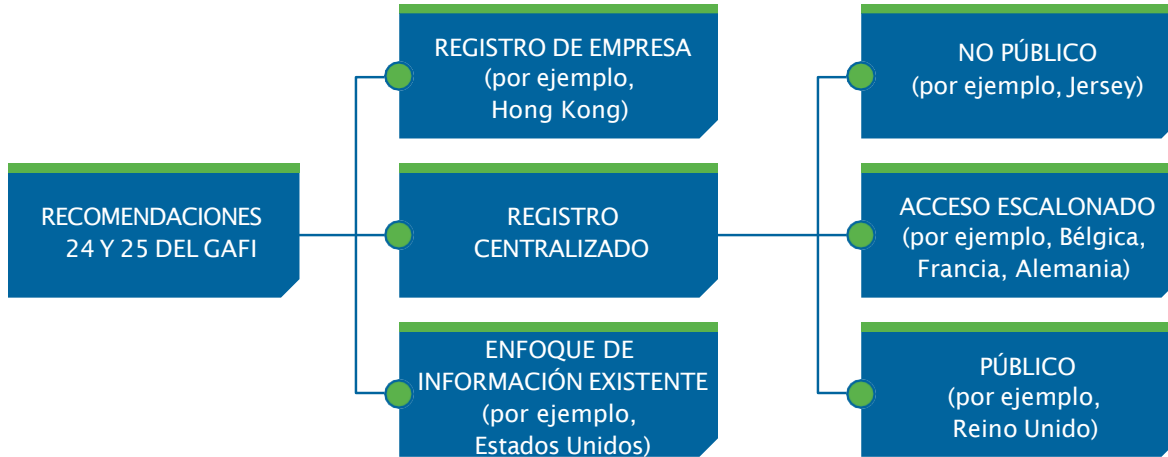 RECOMENDACIONES
24 Y 25 DEL GAFI
REGISTRO DE EMPRESA
(por ejemplo,
Hong Kong)
REGISTRO
CENTRALIZADO
ENFOQUE DE
INFORMACIÓN EXISTENTE
(por ejemplo,
Estados Unidos)
NO PÚBLICO
(por ejemplo, Jersey)
ACCESO ESCALONADO
(por ejemplo, Bélgica,
Francia, Alemania)
PÚBLICO
(por ejemplo,
Reino Unido)